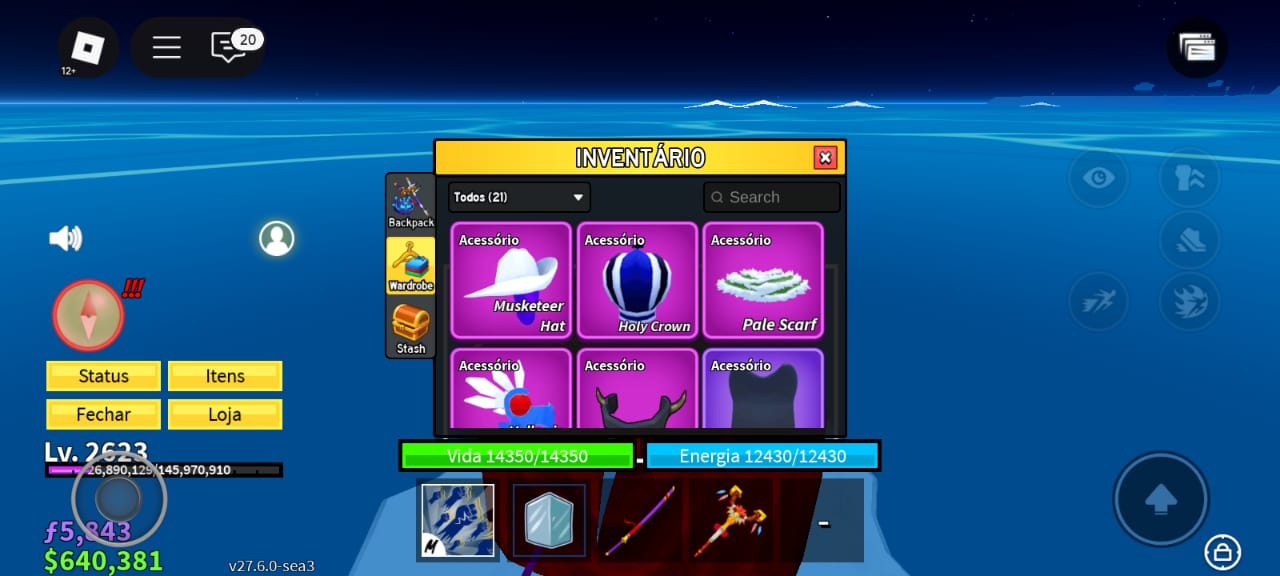 20
12+
INVENTÁRIO
Todos (21)
Search
Backpack
Wardrobe
Stash
Acessório
Musketeer
Hat
Acessório
Holy Crown
Acessório
Pale Scarf
Acessório
Acessório
Acessório
!!!
Status
Itens
Fechar
Loja
Lv. 2623
26,890,129/145,970,910
ƒ5,843
$640,381
v27.6.0-sea3
Vida 14350/14350
Energia 12430/12430
M